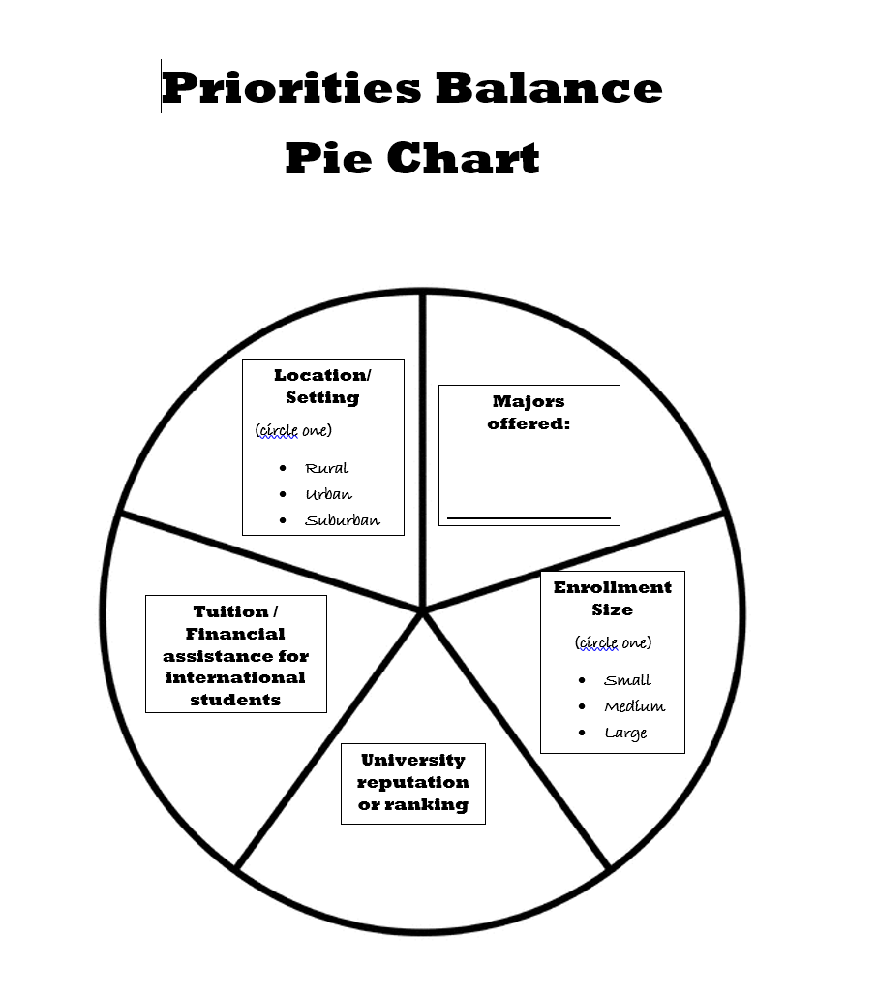 Priorities Balance
Pie Chart
Location/
Setting
(circle one)
• Rural
• Urban
• Suburban
Majors
offered:
Enrollment
Size
(circle one)
• Small
• Medium
• Large
Tuition /
Financial
assistance for
international
students
University
reputation
or ranking